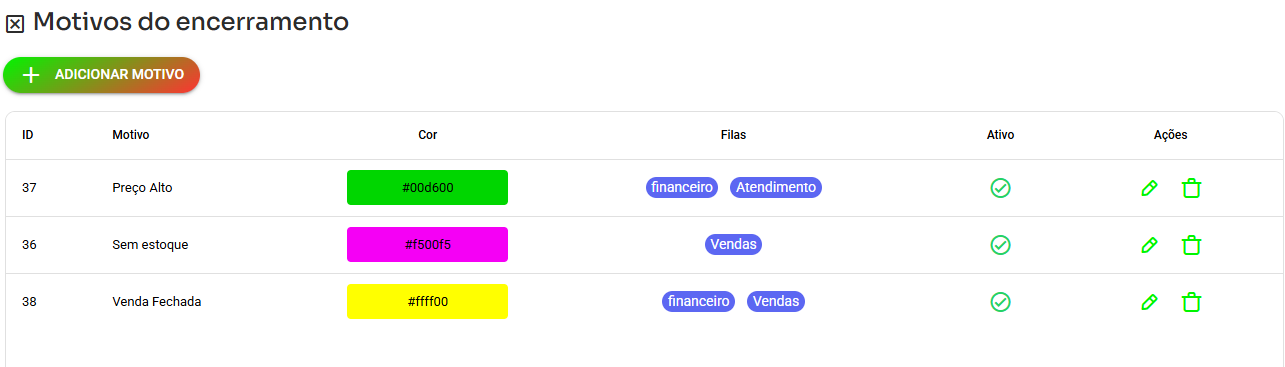 Motivos do encerramento
ADICIONAR MOTIVO
ID Motivo Cor Filas Ativo Ações
37 Preço Alto #00d600 financeiro Atendimento
36 Sem estoque #f500f5 Vendas
38 Venda Fechada #ffff00 financeiro Vendas